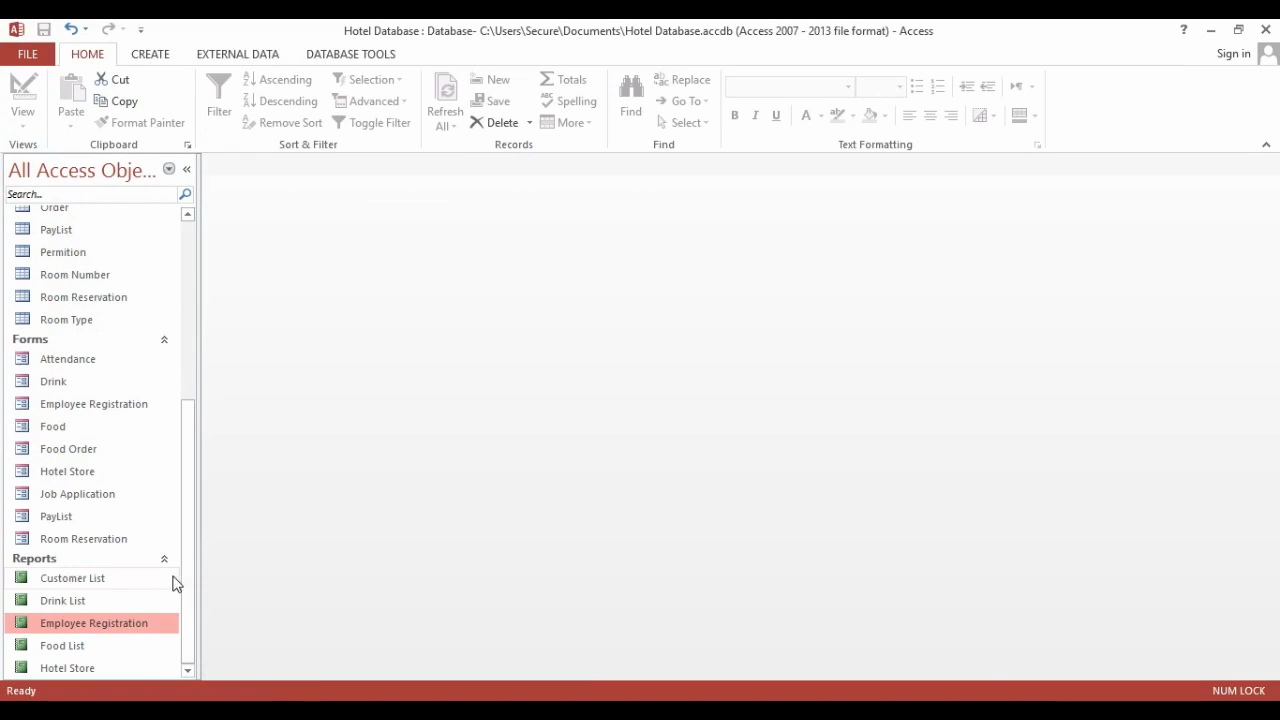 Hotel Database : Database- C:\Users\Secure\Documents\Hotel Database.accdb (Access 2007 - 2013 file format) - Access
?
FILE HOME CREATE EXTERNAL DATA DATABASE TOOLS
Sign in
View
Views
Paste
Cut
Copy
Format Painter
Clipboard
Filter
Ascending
Descending
Remove Sort
Selection
Advanced
Toggle Filter
Sort & Filter
Refresh
All
New
Save
Delete
Totals
Spelling
More
Records
Find
Replace
Go To
Select
Find
B I U A
Text Formatting
All Access Obje...
Search...
Order
PayList
Permition
Room Number
Room Reservation
Room Type
Forms
Attendance
Drink
Employee Registration
Food
Food Order
Hotel Store
Job Application
PayList
Room Reservation
Reports
Customer List
Drink List
Employee Registration
Food List
Hotel Store
Ready
NUM LOCK